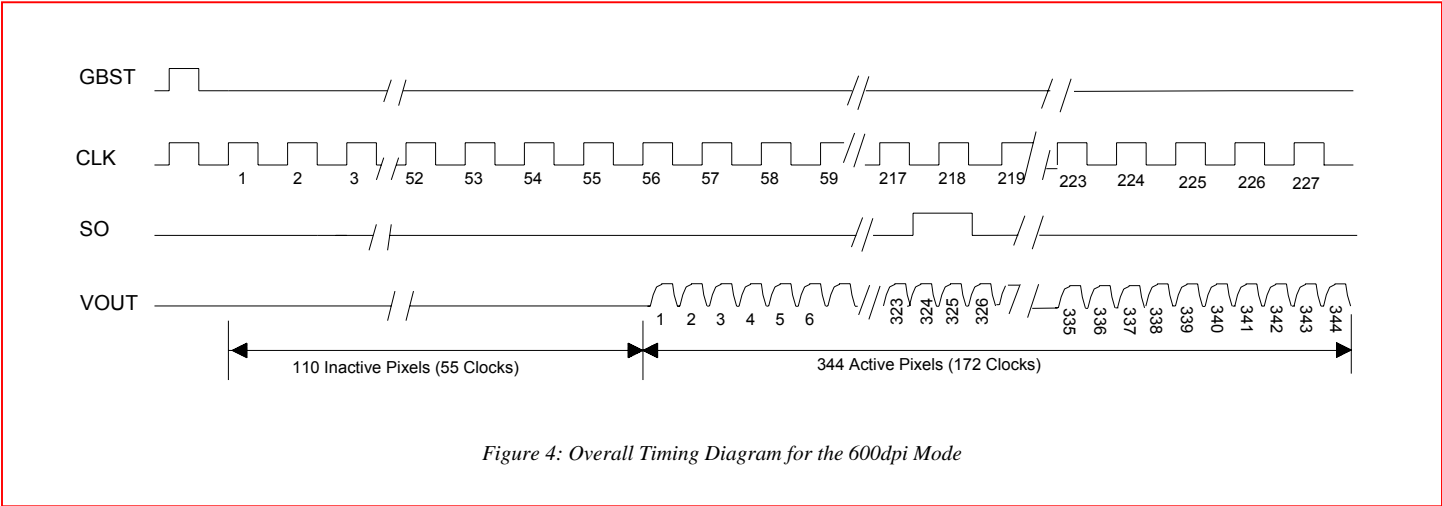 GBST
CLK
1 2 3 52 53 54 55 56 57 58 59 217 218 219 223 224 225 226 227
SO
VOUT
1 2 3 4 5 6 323 324 325 326 335 336 337 338 339 340 341 342 343 344
110 Inactive Pixels (55 Clocks)
344 Active Pixels (172 Clocks)
Figure 4: Overall Timing Diagram for the 600dpi Mode